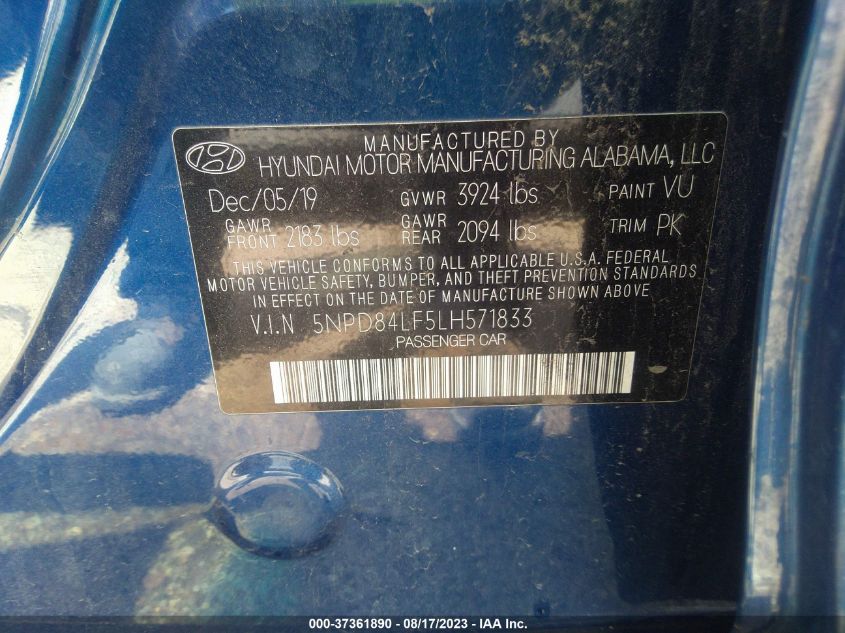 MANUFACTURED BY
HYUNDAI MOTOR MANUFACTURING ALABAMA, LLC
Dec/05/19 GVWR 3924 lbs PAINT VU
GAWR FRONT 2183 lbs GAWR REAR 2094 lbs TRIM PK
THIS VEHICLE CONFORMS TO ALL APPLICABLE U.S.A. FEDERAL
MOTOR VEHICLE SAFETY, BUMPER, AND THEFT PREVENTION STANDARDS
IN EFFECT ON THE DATE OF MANUFACTURE SHOWN ABOVE
V.I.N 5NPD84LF5LH571833
PASSENGER CAR
000-37361890 - 08/17/2023 - IAA Inc.